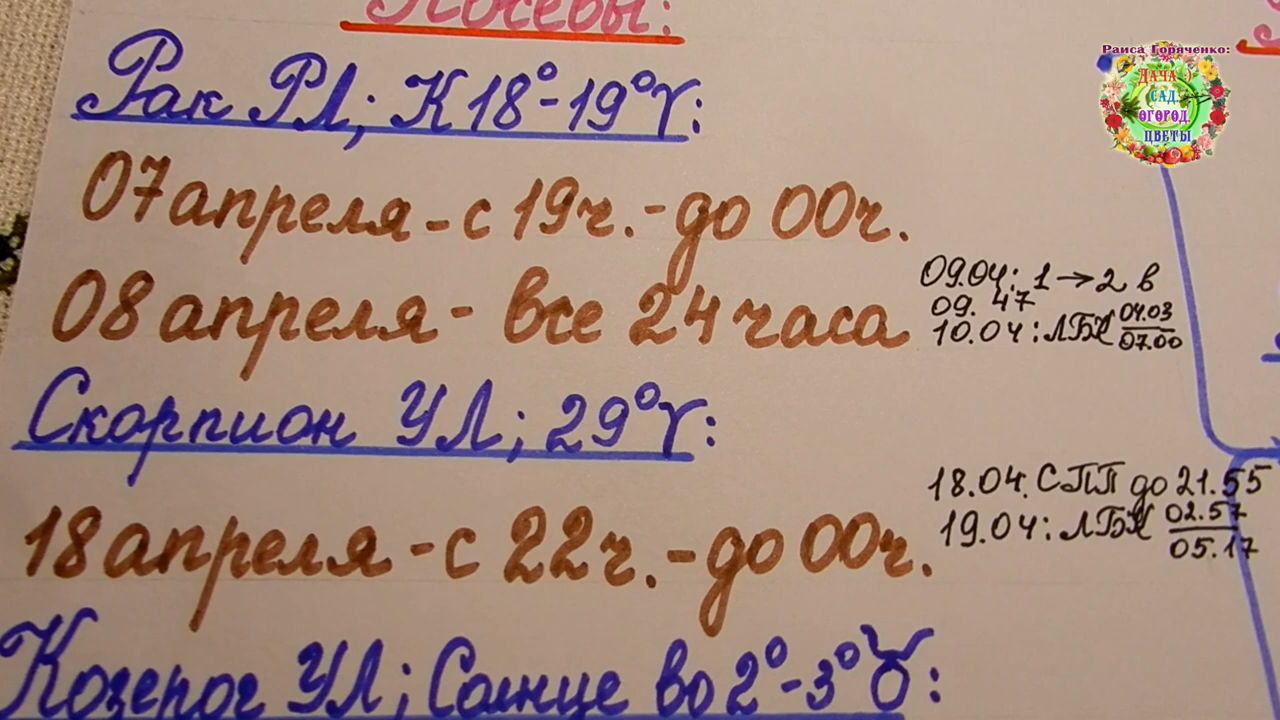 Посевы:
Раиса Горяченко:
ДАЧА
САД,
ОГОРОД,
ЦВЕТЫ
Рак РЛ; К 18°-19°♈:
07 апреля - с 19ч. - до 00ч.
08 апреля - все 24 часа
09.04: 1 → 2 в
09.47
10.04: ЛБК 04.03
07.00
Скорпион УЛ; 29°♈:
18 апреля - с 22ч. - до 00ч.
18.04. СПП до 21.55
19.04: ЛБК 02.57
05.17
Козерог УЛ; Солнце во 2°-3°♉: